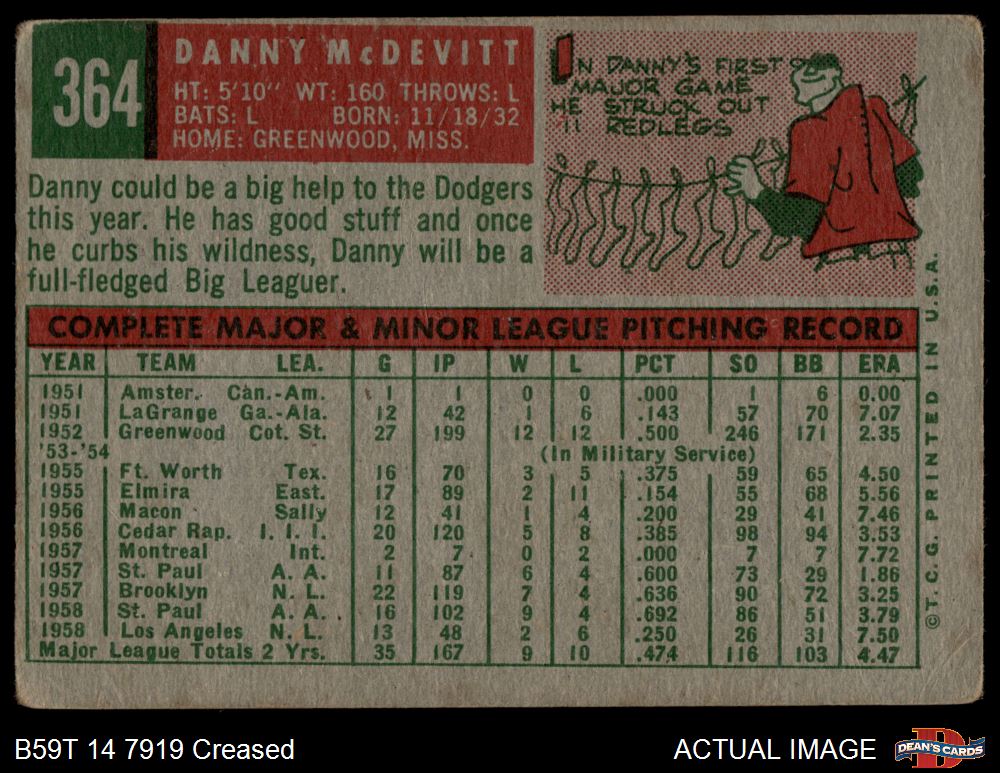 364
DANNY McDEVITT
HT: 5'10" WT: 160 THROWS: L
BATS: L BORN: 11/18/32
HOME: GREENWOOD, MISS.
IN DANNY'S FIRST
MAJOR GAME
HE STRUCK OUT
11 REDLEGS
Danny could be a big help to the Dodgers
this year. He has good stuff and once
he curbs his wildness, Danny will be a
full-fledged Big Leaguer.
COMPLETE MAJOR & MINOR LEAGUE PITCHING RECORD
YEAR TEAM LEA. G IP W L PCT SO BB ERA
1951 Amster. Can.-Am. 1 1 0 0 .000 1 6 0.00
1951 LaGrange Ga.-Ala. 12 42 1 6 .143 57 70 7.07
1952 Greenwood Cot. St. 27 199 12 12 .500 246 171 2.35
'53-'54 (In Military Service)
1955 Ft. Worth Tex. 16 70 3 5 .375 59 65 4.50
1955 Elmira East. 17 89 2 11 .154 55 68 5.56
1956 Macon Sally 12 41 1 4 .200 29 41 7.46
1956 Cedar Rap. I. I. I. 20 120 5 8 .385 98 94 3.53
1957 Montreal Int. 2 7 0 2 .000 7 7 7.72
1957 St. Paul A. A. 11 87 6 4 .600 73 29 1.86
1957 Brooklyn N. L. 22 119 7 4 .636 90 72 3.25
1958 St. Paul A. A. 16 102 9 4 .692 86 51 3.79
1958 Los Angeles N. L. 13 48 2 6 .250 26 31 7.50
Major League Totals 2 Yrs. 35 167 9 10 .474 116 103 4.47
©T. C. G. PRINTED IN U.S.A.
B59T 14 7919 Creased
ACTUAL IMAGE
DEAN'S CARDS